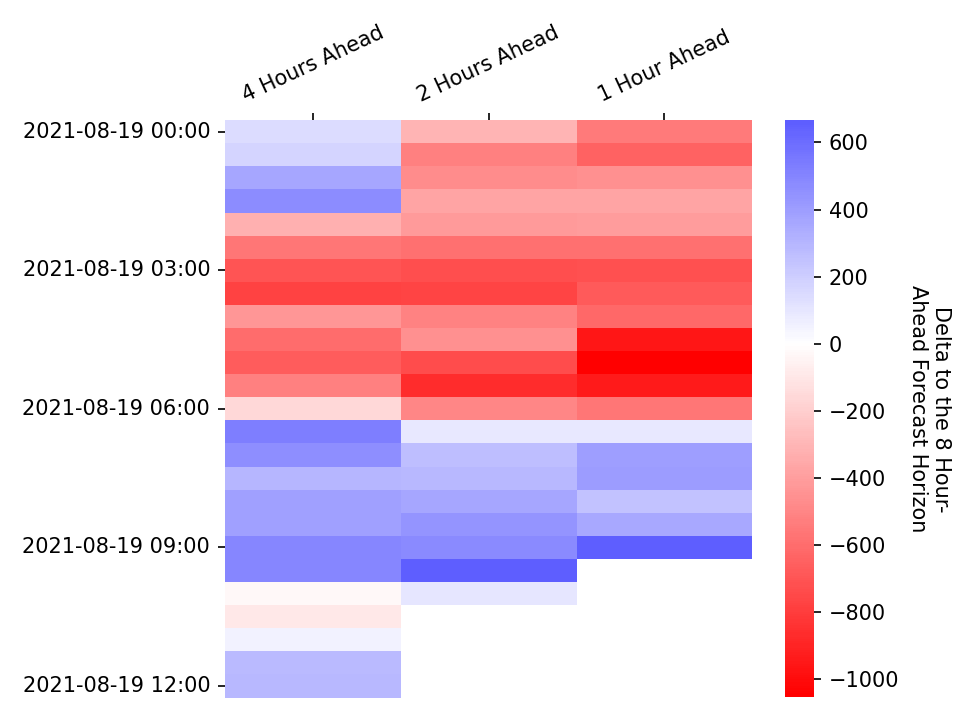 4 Hours Ahead
2 Hours Ahead
1 Hour Ahead
2021-08-19 00:00
2021-08-19 03:00
2021-08-19 06:00
2021-08-19 09:00
2021-08-19 12:00
600
400
200
0
−200
−400
−600
−800
−1000
Delta to the 8 Hour-
Ahead Forecast Horizon